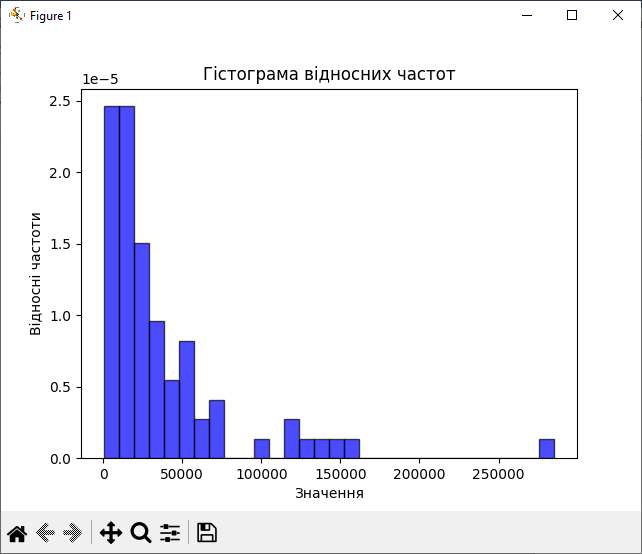 Figure 1
Гістограма відносних частот
1e−5
2.5
2.0
1.5
1.0
0.5
0.0
Відносні частоти
0 50000 100000 150000 200000 250000
Значення